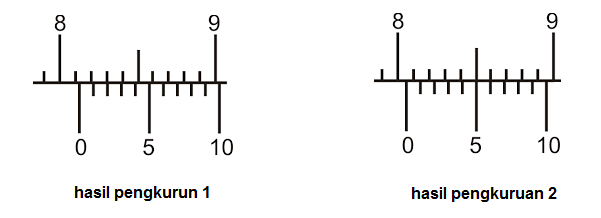 8 9
0 5 10
hasil pengkurun 1
8 9
0 5 10
hasil pengkuruan 2